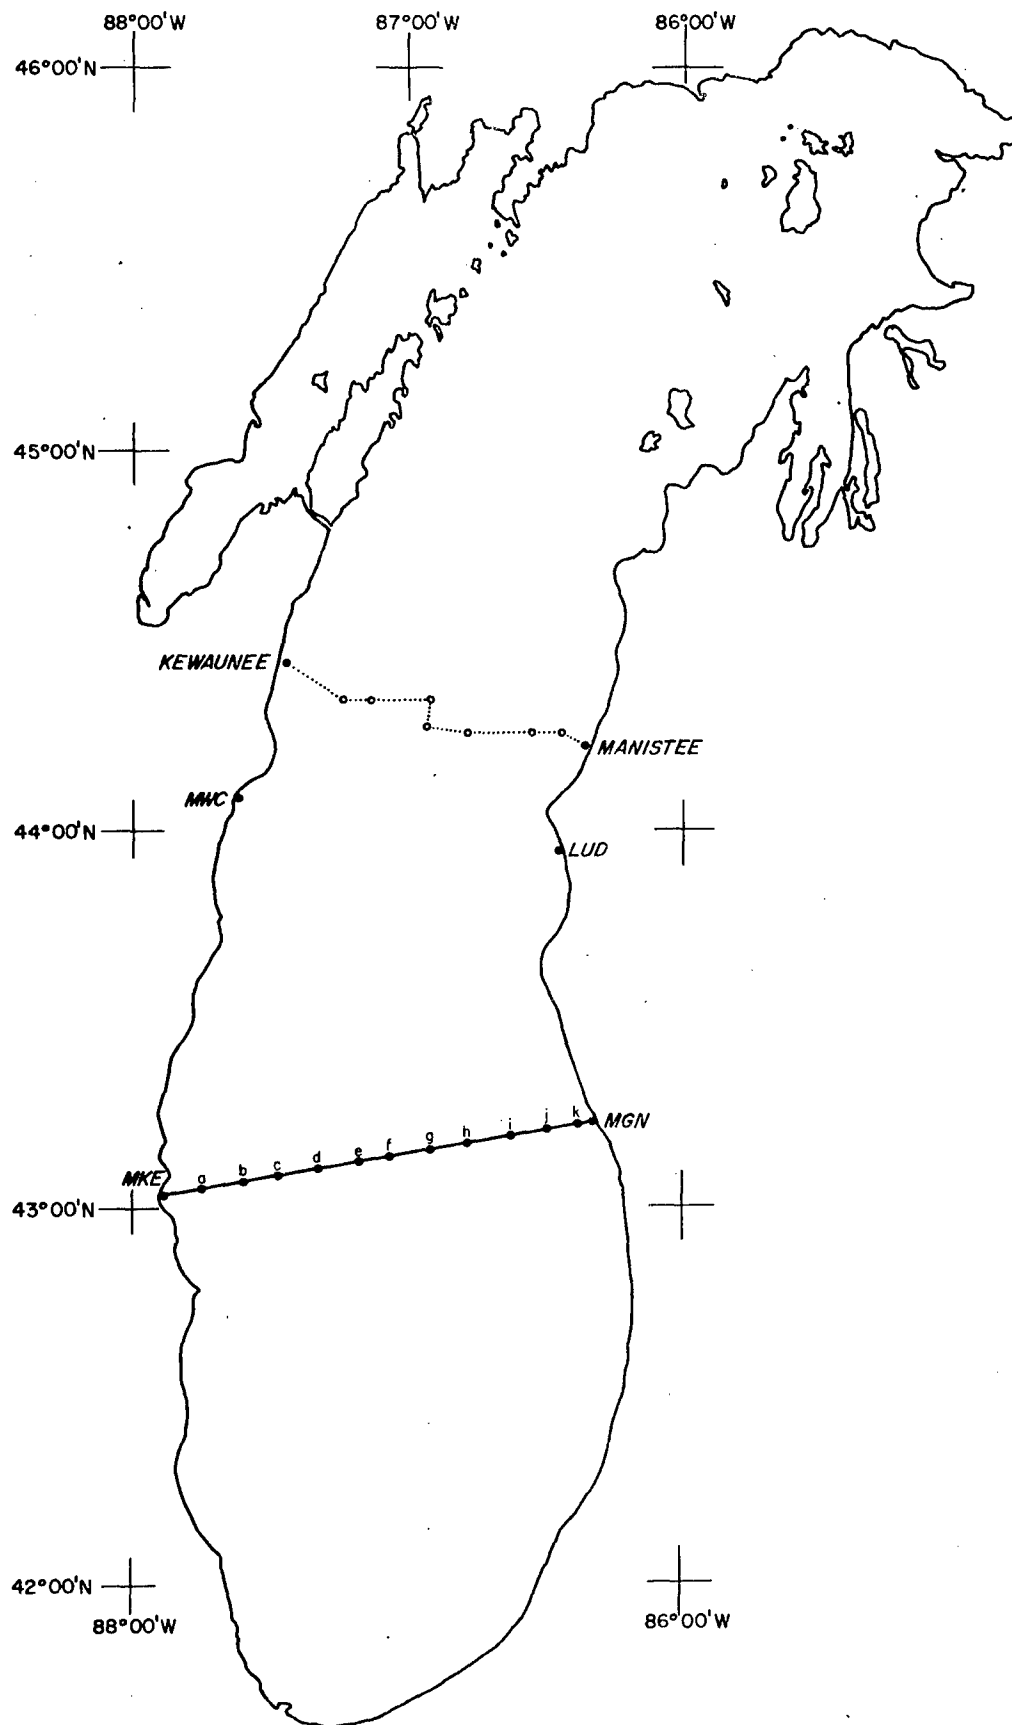 88°00'W 87°00'W 86°00'W
46°00'N
45°00'N
KEWAUNEE
MANISTEE
MWC
44°00'N
LUD
MKE a b c d e f g h i j k MGN
43°00'N
42°00'N
88°00'W 86°00'W